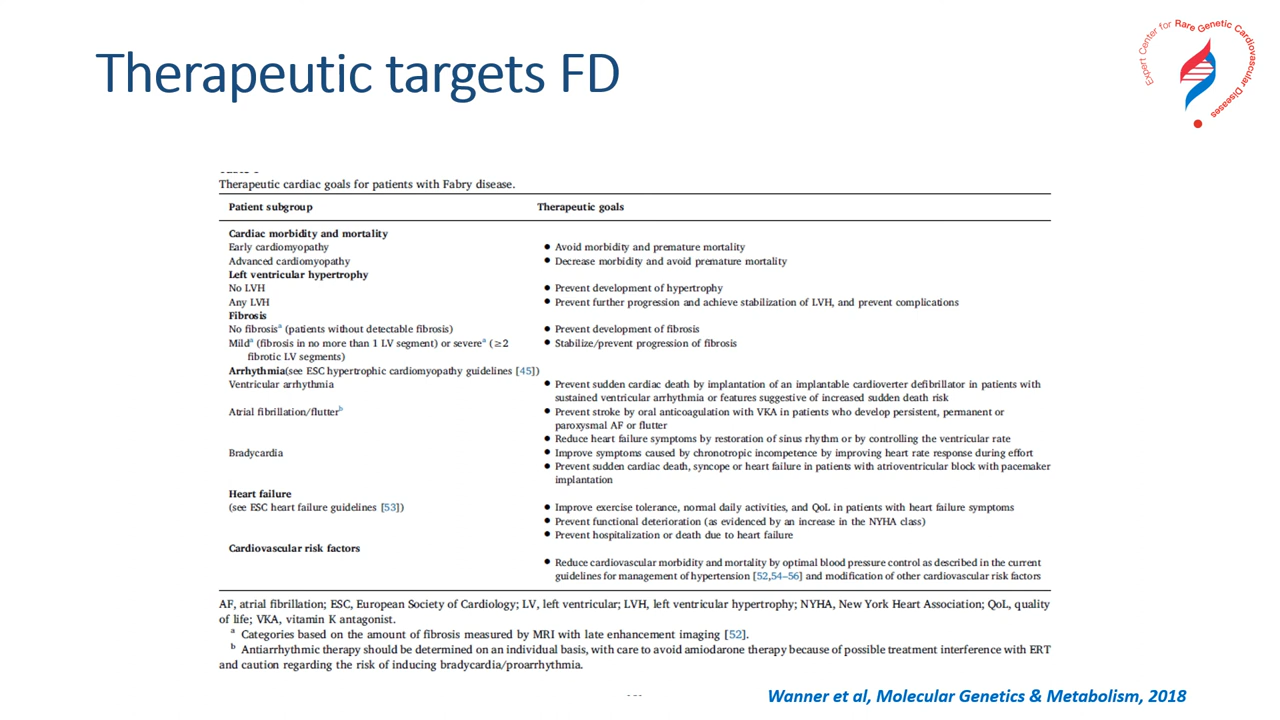 Therapeutic targets FD
Expert Center for Rare Genetic Cardiovascular Diseases
Therapeutic cardiac goals for patients with Fabry disease.
Patient subgroup Therapeutic goals
Cardiac morbidity and mortality
Early cardiomyopathy ● Avoid morbidity and premature mortality
Advanced cardiomyopathy ● Decrease morbidity and avoid premature mortality
Left ventricular hypertrophy
No LVH ● Prevent development of hypertrophy
Any LVH ● Prevent further progression and achieve stabilization of LVH, and prevent complications
Fibrosis
No fibrosisᵃ (patients without detectable fibrosis) ● Prevent development of fibrosis
Mildᵃ (fibrosis in no more than 1 LV segment) or severeᵃ (≥2 ● Stabilize/prevent progression of fibrosis
fibrotic LV segments)
Arrhythmia(see ESC hypertrophic cardiomyopathy guidelines [45])
Ventricular arrhythmia ● Prevent sudden cardiac death by implantation of an implantable cardioverter defibrillator in patients with
sustained ventricular arrhythmia or features suggestive of increased sudden death risk
Atrial fibrillation/flutterᵇ ● Prevent stroke by oral anticoagulation with VKA in patients who develop persistent, permanent or
paroxysmal AF or flutter
● Reduce heart failure symptoms by restoration of sinus rhythm or by controlling the ventricular rate
Bradycardia ● Improve symptoms caused by chronotropic incompetence by improving heart rate response during effort
● Prevent sudden cardiac death, syncope or heart failure in patients with atrioventricular block with pacemaker
implantation
Heart failure
(see ESC heart failure guidelines [53]) ● Improve exercise tolerance, normal daily activities, and QoL in patients with heart failure symptoms
● Prevent functional deterioration (as evidenced by an increase in the NYHA class)
● Prevent hospitalization or death due to heart failure
Cardiovascular risk factors
● Reduce cardiovascular morbidity and mortality by optimal blood pressure control as described in the current
guidelines for management of hypertension [52,54–56] and modification of other cardiovascular risk factors
AF, atrial fibrillation; ESC, European Society of Cardiology; LV, left ventricular; LVH, left ventricular hypertrophy; NYHA, New York Heart Association; QoL, quality
of life; VKA, vitamin K antagonist.
ᵃ Categories based on the amount of fibrosis measured by MRI with late enhancement imaging [52].
ᵇ Antiarrhythmic therapy should be determined on an individual basis, with care to avoid amiodarone therapy because of possible treatment interference with ERT
and caution regarding the risk of inducing bradycardia/proarrhythmia.
Wanner et al, Molecular Genetics & Metabolism, 2018